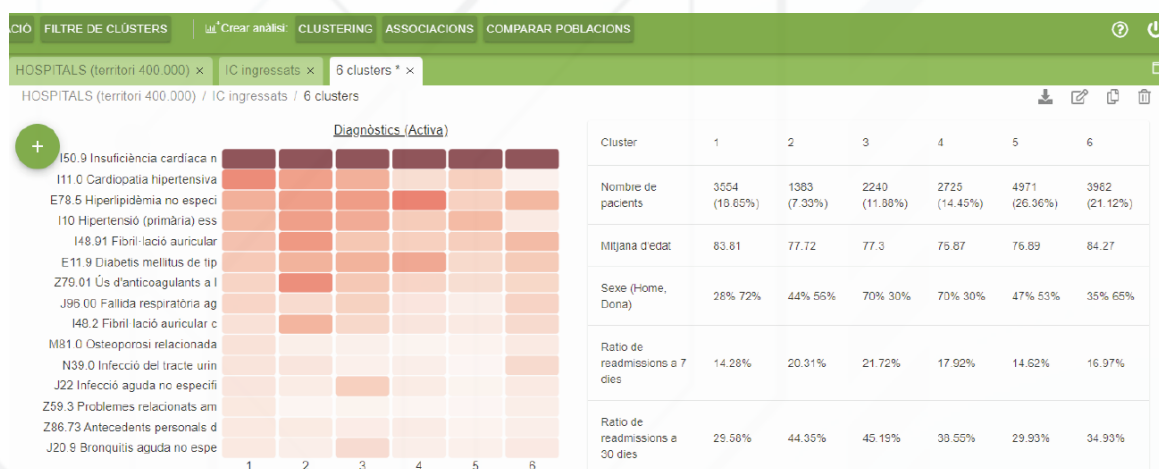 CIÓ FILTRE DE CLÚSTERS Crear anàlisi: CLUSTERING ASSOCIACIONS COMPARAR POBLACIONS
HOSPITALS (territori 400.000) × IC ingressats × 6 clusters * ×
HOSPITALS (territori 400.000) / IC ingressats / 6 clusters
Diagnòstics (Activa)
+
I50.9 Insuficiència cardíaca n
I11.0 Cardiopatia hipertensiva
E78.5 Hiperlipidèmia no especi
I10 Hipertensió (primària) ess
I48.91 Fibril·lació auricular
E11.9 Diabetis mellitus de tip
Z79.01 Ús d'anticoagulants a l
J96.00 Fallida respiratòria ag
I48.2 Fibril·lació auricular c
M81.0 Osteoporosi relacionada
N39.0 Infecció del tracte urin
J22 Infecció aguda no especifi
Z59.3 Problemes relacionats am
Z86.73 Antecedents personals d
J20.9 Bronquitis aguda no espe
1 2 3 4 5 6
Cluster 1 2 3 4 5 6
Nombre de pacients 3554 (18.85%) 1383 (7.33%) 2240 (11.88%) 2725 (14.45%) 4971 (26.36%) 3982 (21.12%)
Mitjana d'edat 83.81 77.72 77.3 76.87 76.89 84.27
Sexe (Home, Dona) 28% 72% 44% 56% 70% 30% 70% 30% 47% 53% 35% 65%
Ratio de readmissions a 7 dies 14.28% 20.31% 21.72% 17.92% 14.62% 16.97%
Ratio de readmissions a 30 dies 29.58% 44.35% 45.19% 38.55% 29.93% 34.93%